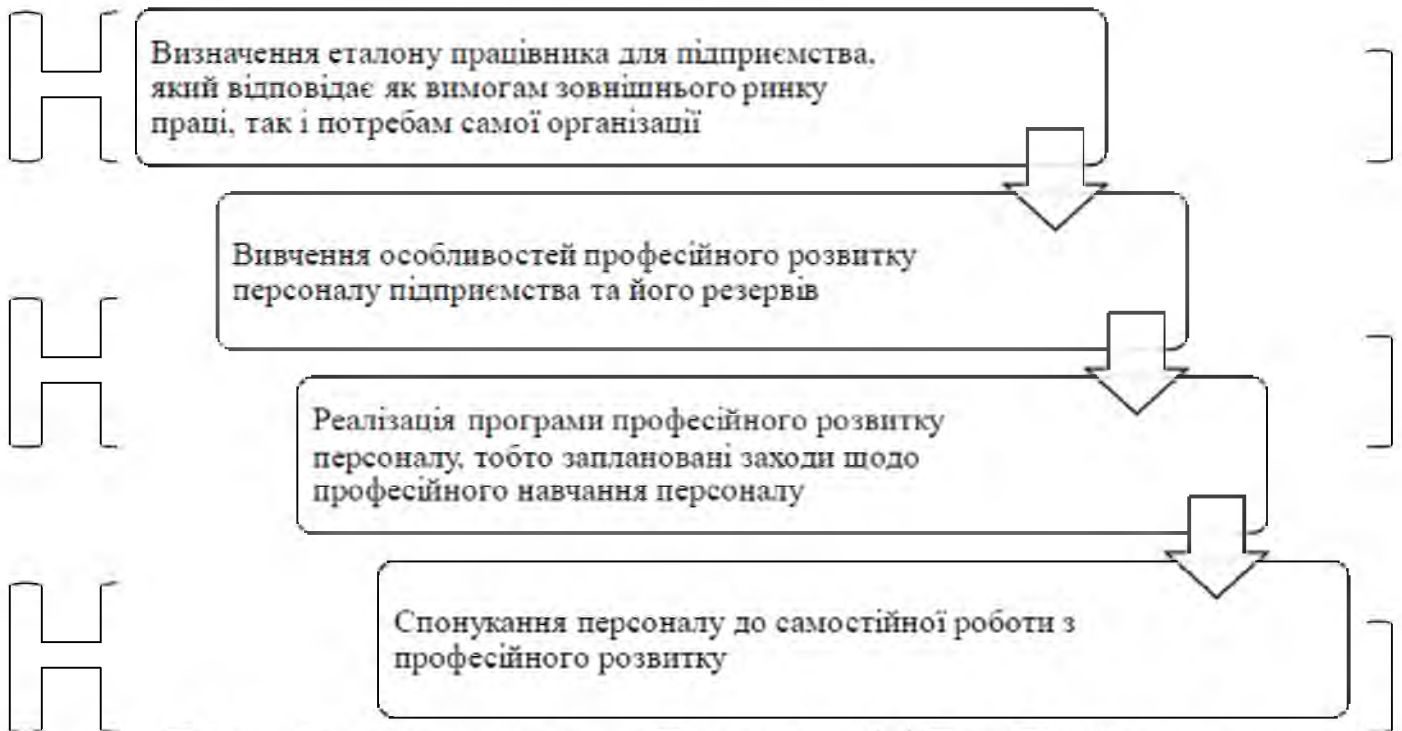 Визначення еталону працівника для підприємства,
який відповідає як вимогам зовнішнього ринку
праці, так і потребам самої організації
Вивчення особливостей професійного розвитку
персоналу підприємства та його резервів
Реалізація програми професійного розвитку
персоналу, тобто заплановані заходи щодо
професійного навчання персоналу
Спонукання персоналу до самостійної роботи з
професійного розвитку